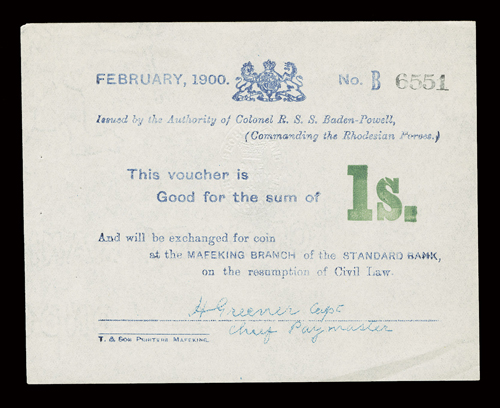 FEBRUARY, 1900. No. B 6551
Issued by the Authority of Colonel R. S. S. Baden-Powell,
(Commanding the Rhodesian Forces.)
This voucher is
Good for the sum of 1s.
And will be exchanged for coin
at the MAFEKING BRANCH of the STANDARD BANK,
on the resumption of Civil Law.
H Greener Capt
Chief Paymaster
T. & SON PRINTERS MAFEKING.